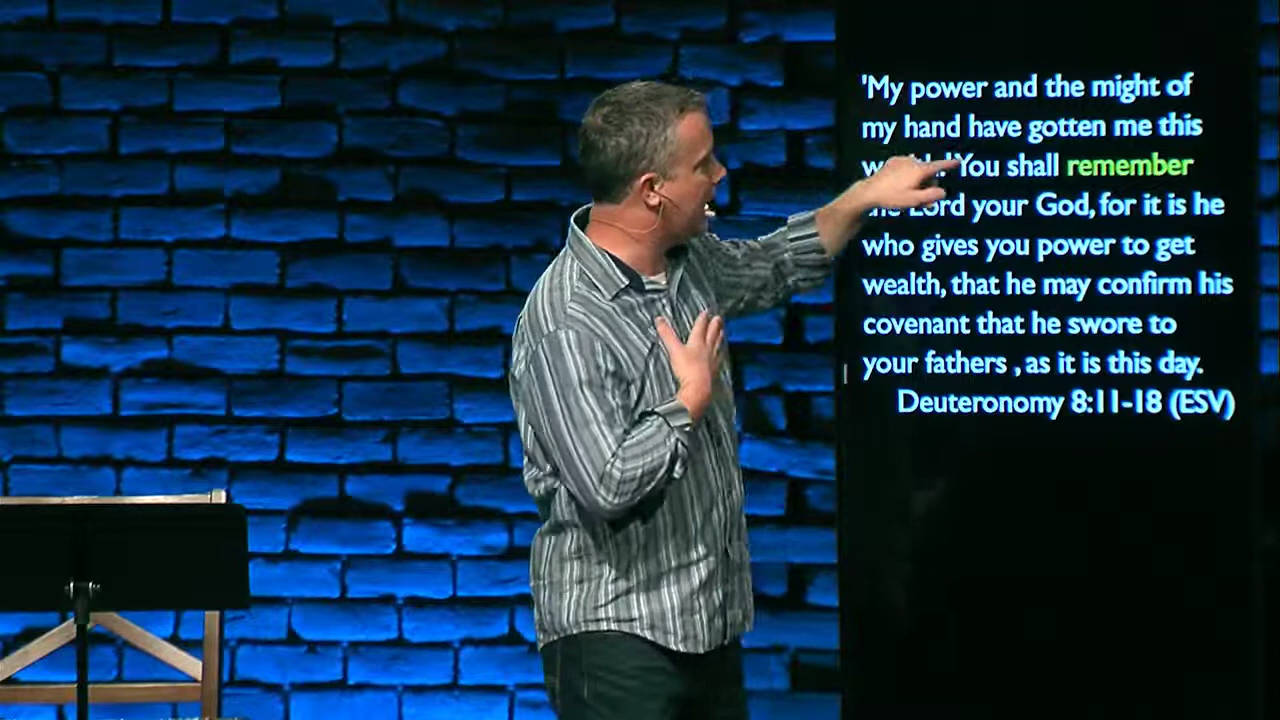 'My power and the might of
my hand have gotten me this
You shall remember
Lord your God, for it is he
who gives you power to get
wealth, that he may confirm his
covenant that he swore to
your fathers , as it is this day.
Deuteronomy 8:11-18 (ESV)